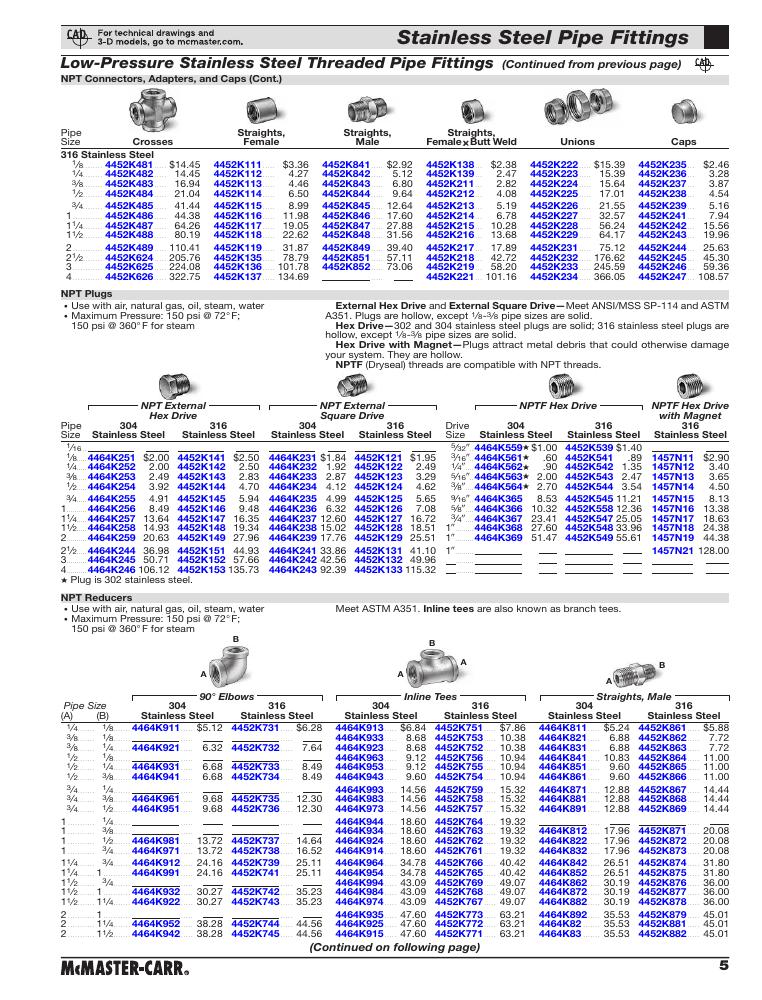 For technical drawings and
3-D models, go to mcmaster.com.
Stainless Steel Pipe Fittings
Low-Pressure Stainless Steel Threaded Pipe Fittings (Continued from previous page)
NPT Connectors, Adapters, and Caps (Cont.)
Pipe Size Crosses Straights, Female Straights, Male Straights, Female x Butt Weld Unions Caps
316 Stainless Steel
1/8 4452K481 $14.45 4452K111 $3.36 4452K841 $2.92 4452K138 $2.38 4452K222 $15.39 4452K235 $2.46
1/4 4452K482 14.45 4452K112 4.27 4452K842 5.12 4452K139 2.47 4452K223 15.39 4452K236 3.28
3/8 4452K483 16.94 4452K113 4.46 4452K843 6.80 4452K211 2.82 4452K224 15.64 4452K237 3.87
1/2 4452K484 21.04 4452K114 6.50 4452K844 9.64 4452K212 4.08 4452K225 17.01 4452K238 4.54
3/4 4452K485 41.44 4452K115 8.99 4452K845 12.64 4452K213 5.19 4452K226 21.55 4452K239 5.16
1 4452K486 44.38 4452K116 11.98 4452K846 17.60 4452K214 6.78 4452K227 32.57 4452K241 7.94
1 1/4 4452K487 64.26 4452K117 19.05 4452K847 27.88 4452K215 10.28 4452K228 56.24 4452K242 15.56
1 1/2 4452K488 80.19 4452K118 22.62 4452K848 31.56 4452K216 13.68 4452K229 64.17 4452K243 19.96
2 4452K489 110.41 4452K119 31.87 4452K849 39.40 4452K217 17.89 4452K231 75.12 4452K244 25.63
2 1/2 4452K624 205.76 4452K135 78.79 4452K851 57.11 4452K218 42.72 4452K232 176.62 4452K245 45.30
3 4452K625 224.08 4452K136 101.78 4452K852 73.06 4452K219 58.20 4452K233 245.59 4452K246 59.36
4 4452K626 322.75 4452K137 134.69 4452K221 101.16 4452K234 366.05 4452K247 108.57
NPT Plugs
• Use with air, natural gas, oil, steam, water
• Maximum Pressure: 150 psi @ 72°F;
150 psi @ 360°F for steam
External Hex Drive and External Square Drive—Meet ANSI/MSS SP-114 and ASTM
A351. Plugs are hollow, except 1/8-3/8 pipe sizes are solid.
Hex Drive—302 and 304 stainless steel plugs are solid; 316 stainless steel plugs are
hollow, except 1/8-3/8 pipe sizes are solid.
Hex Drive with Magnet—Plugs attract metal debris that could otherwise damage
your system. They are hollow.
NPTF (Dryseal) threads are compatible with NPT threads.
NPT External Hex Drive NPT External Square Drive NPTF Hex Drive NPTF Hex Drive with Magnet
Pipe Size 304 Stainless Steel 316 Stainless Steel 304 Stainless Steel 316 Stainless Steel Drive Size 304 Stainless Steel 316 Stainless Steel 316 Stainless Steel
1/16 5/32" 4464K559★ $1.00 4452K539 $1.40
1/8 4464K251 $2.00 4452K141 $2.50 4464K231 $1.84 4452K121 $1.95 3/16" 4464K561★ .60 4452K541 .89 1457N11 $2.90
1/4 4464K252 2.00 4452K142 2.50 4464K232 1.92 4452K122 2.49 1/4" 4464K562★ .90 4452K542 1.35 1457N12 3.40
3/8 4464K253 2.49 4452K143 2.83 4464K233 2.87 4452K123 3.29 5/16" 4464K563★ 2.00 4452K543 2.47 1457N13 3.65
1/2 4464K254 3.92 4452K144 4.70 4464K234 4.12 4452K124 4.62 3/8" 4464K564★ 2.70 4452K544 3.54 1457N14 4.50
3/4 4464K255 4.91 4452K145 5.94 4464K235 4.99 4452K125 5.65 9/16" 4464K365 8.53 4452K545 11.21 1457N15 8.13
1 4464K256 8.49 4452K146 9.48 4464K236 6.32 4452K126 7.08 5/8" 4464K366 10.32 4452K558 12.36 1457N16 13.38
1 1/4 4464K257 13.64 4452K147 16.35 4464K237 12.60 4452K127 16.72 3/4" 4464K367 23.41 4452K547 25.05 1457N17 18.63
1 1/2 4464K258 14.93 4452K148 19.34 4464K238 15.02 4452K128 18.51 1" 4464K368 27.60 4452K548 33.96 1457N18 24.38
2 4464K259 20.63 4452K149 27.96 4464K239 17.76 4452K129 25.51 1" 4464K369 51.47 4452K549 55.61 1457N19 44.38
2 1/2 4464K244 36.98 4452K151 44.93 4464K241 33.86 4452K131 41.10 1" 1457N21 128.00
3 4464K245 50.71 4452K152 57.66 4464K242 42.56 4452K132 49.96
4 4464K246 106.12 4452K153 135.73 4464K243 92.39 4452K133 115.32
★ Plug is 302 stainless steel.
NPT Reducers
• Use with air, natural gas, oil, steam, water
• Maximum Pressure: 150 psi @ 72°F;
150 psi @ 360°F for steam
Meet ASTM A351. Inline tees are also known as branch tees.
B
A
B
A
A
B
A
90° Elbows Inline Tees Straights, Male
Pipe Size (A) (B) 304 Stainless Steel 316 Stainless Steel 304 Stainless Steel 316 Stainless Steel 304 Stainless Steel 316 Stainless Steel
1/4 1/8 4464K911 $5.12 4452K731 $6.28 4464K913 $6.84 4452K751 $7.86 4464K811 $5.24 4452K861 $5.88
3/8 1/8 4464K933 8.68 4452K753 10.38 4464K821 6.88 4452K862 7.72
3/8 1/4 4464K921 6.32 4452K732 7.64 4464K923 8.68 4452K752 10.38 4464K831 6.88 4452K863 7.72
1/2 1/8 4464K963 9.12 4452K756 10.94 4464K841 10.83 4452K864 11.00
1/2 1/4 4464K931 6.68 4452K733 8.49 4464K953 9.12 4452K755 10.94 4464K851 9.60 4452K865 11.00
1/2 3/8 4464K941 6.68 4452K734 8.49 4464K943 9.60 4452K754 10.94 4464K861 9.60 4452K866 11.00
3/4 1/4 4464K993 14.56 4452K759 15.32 4464K871 12.88 4452K867 14.44
3/4 3/8 4464K961 9.68 4452K735 12.30 4464K983 14.56 4452K758 15.32 4464K881 12.88 4452K868 14.44
3/4 1/2 4464K951 9.68 4452K736 12.30 4464K973 14.56 4452K757 15.32 4464K891 12.88 4452K869 14.44
1 1/4 4464K944 18.60 4452K764 19.32
1 3/8 4464K934 18.60 4452K763 19.32 4464K812 17.96 4452K871 20.08
1 1/2 4464K981 13.72 4452K737 14.64 4464K924 18.60 4452K762 19.32 4464K822 17.96 4452K872 20.08
1 3/4 4464K971 13.72 4452K738 16.52 4464K914 18.60 4452K761 19.32 4464K832 17.96 4452K873 20.08
1 1/4 3/4 4464K912 24.16 4452K739 25.11 4464K964 34.78 4452K766 40.42 4464K842 26.51 4452K874 31.80
1 1/4 1 4464K991 24.16 4452K741 25.11 4464K954 34.78 4452K765 40.42 4464K852 26.51 4452K875 31.80
1 1/2 3/4 4464K994 43.09 4452K769 49.07 4464K862 30.19 4452K876 36.00
1 1/2 1 4464K932 30.27 4452K742 35.23 4464K984 43.09 4452K768 49.07 4464K872 30.19 4452K877 36.00
1 1/2 1 1/4 4464K922 30.27 4452K743 35.23 4464K974 43.09 4452K767 49.07 4464K882 30.19 4452K878 36.00
2 1 4464K935 47.60 4452K773 63.21 4464K892 35.53 4452K879 45.01
2 1 1/4 4464K952 38.28 4452K744 44.56 4464K925 47.60 4452K772 63.21 4464K82 35.53 4452K881 45.01
2 1 1/2 4464K942 38.28 4452K745 44.56 4464K915 47.60 4452K771 63.21 4464K83 35.53 4452K882 45.01
(Continued on following page)
McMASTER-CARR®
5